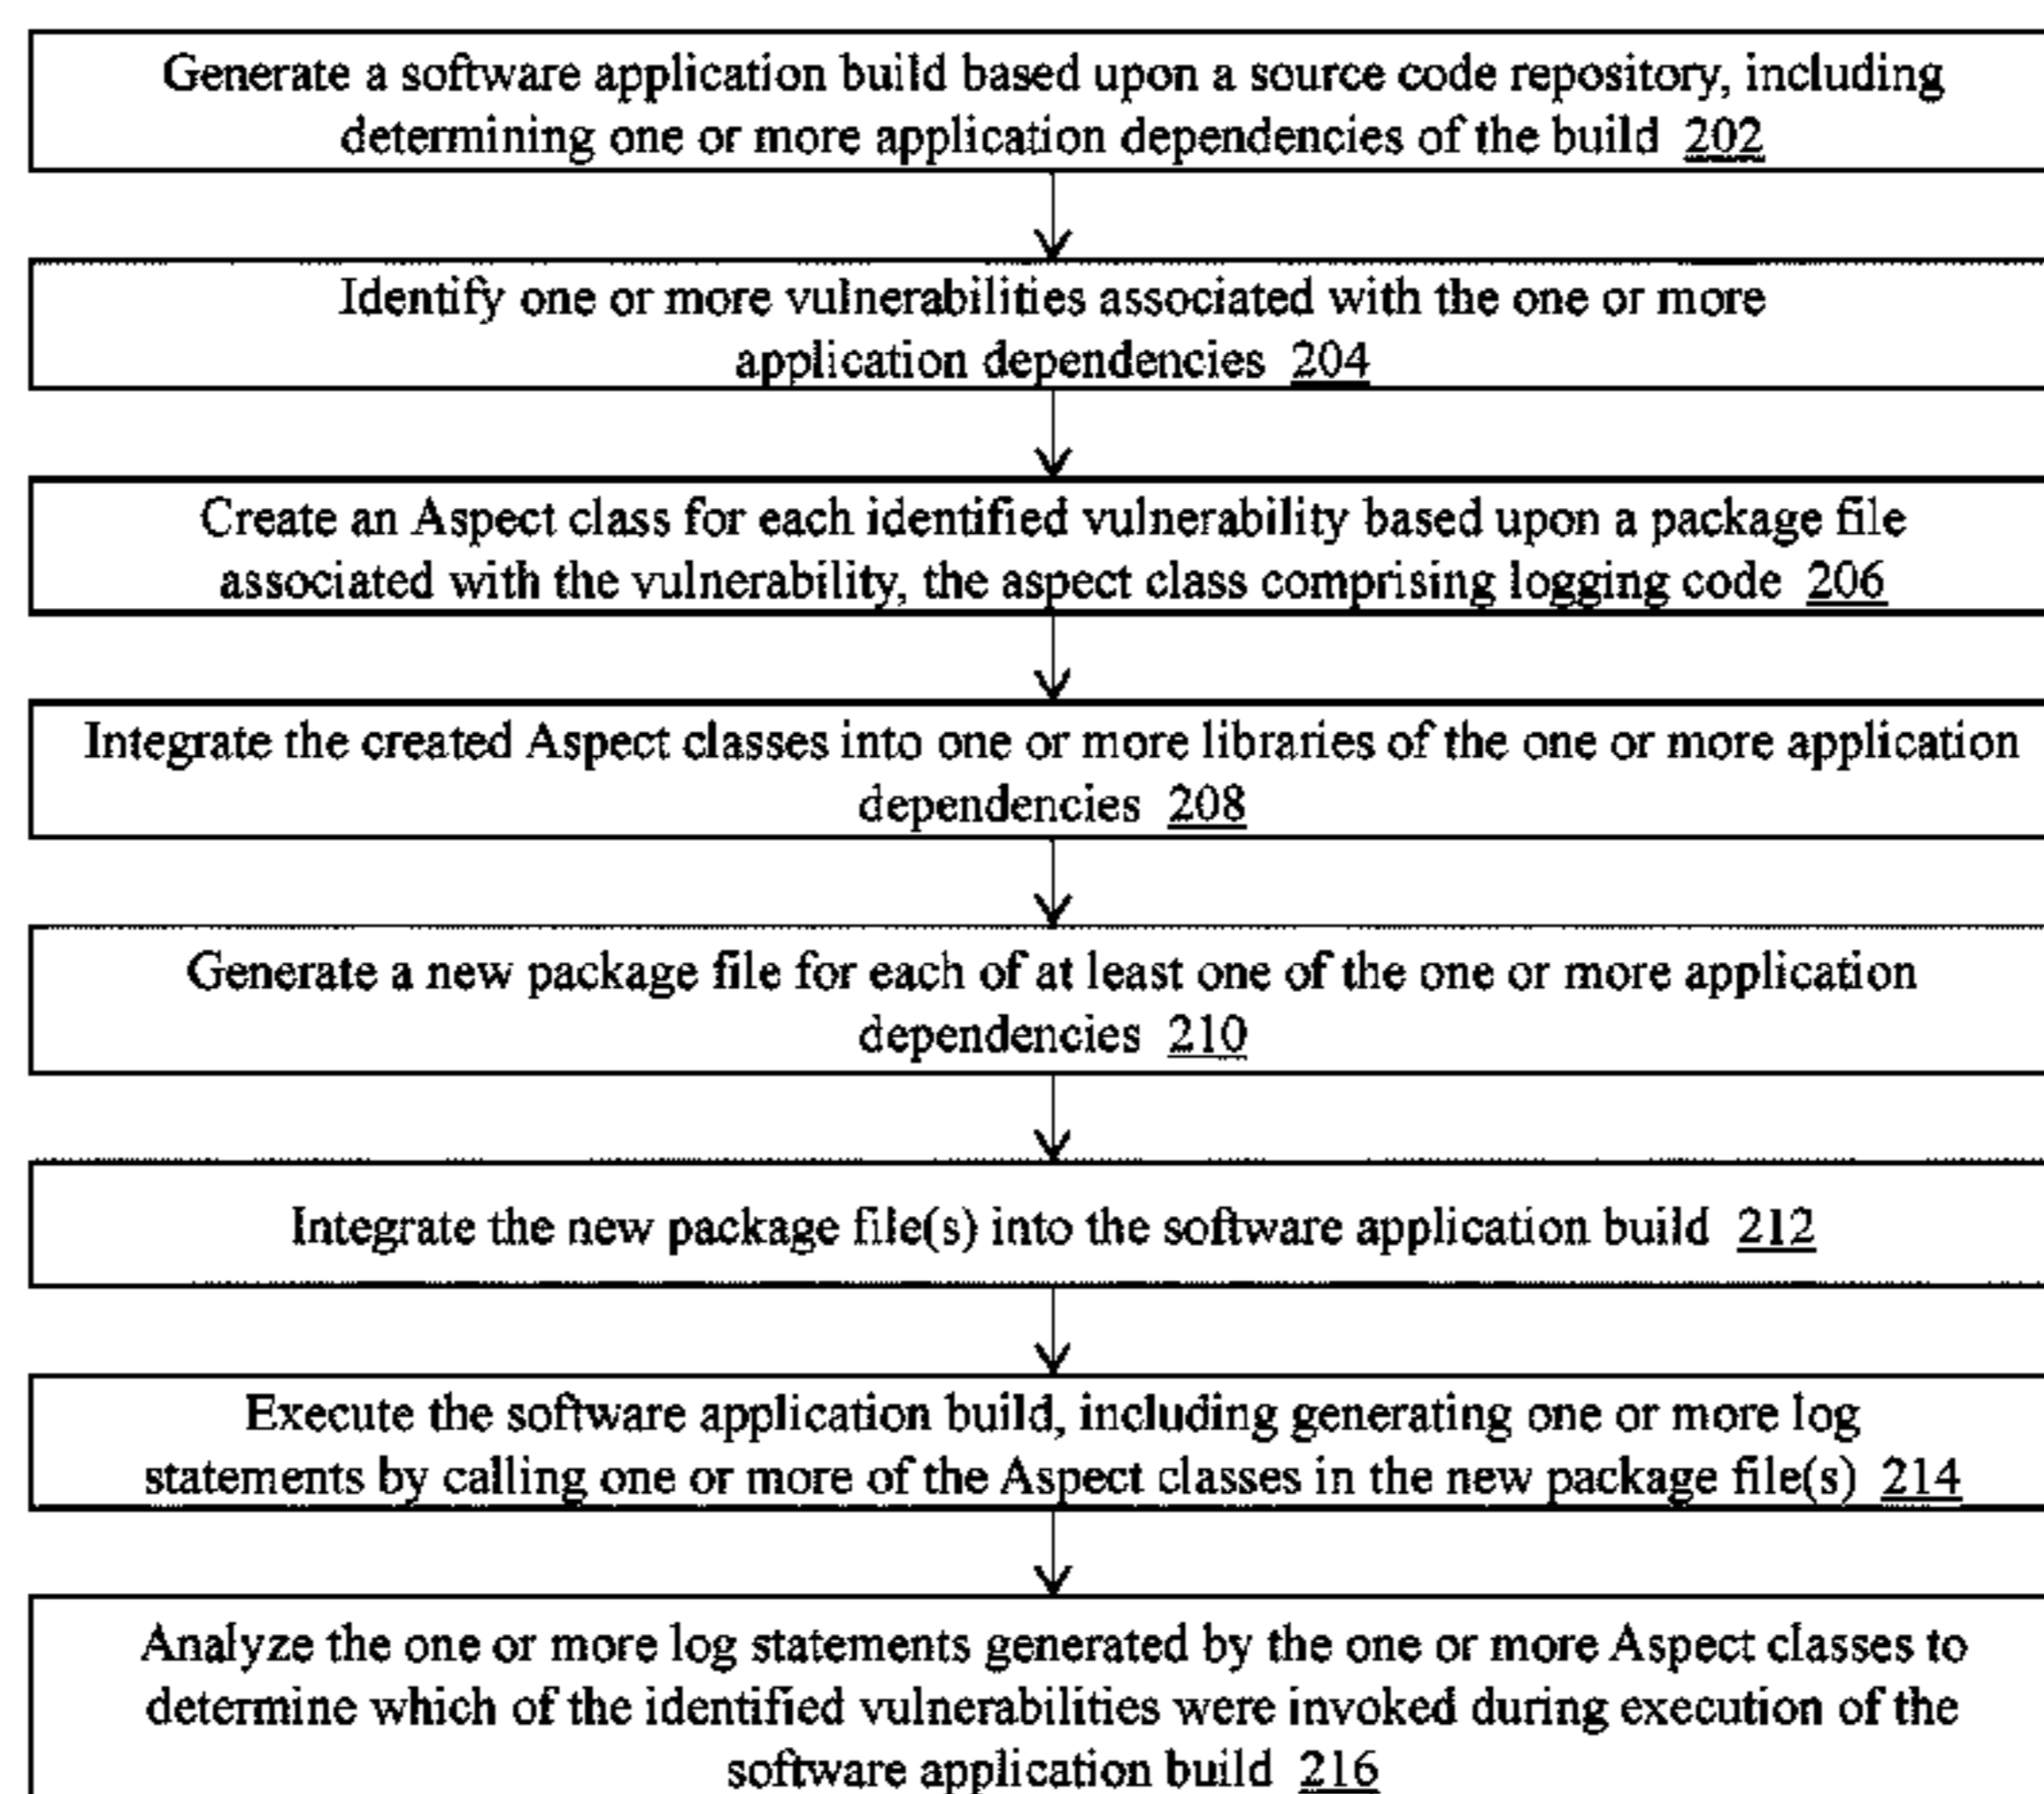 Generate a software application build based upon a source code repository, including
determining one or more application dependencies of the build 202
Identify one or more vulnerabilities associated with the one or more
application dependencies 204
Create an Aspect class for each identified vulnerability based upon a package file
associated with the vulnerability, the aspect class comprising logging code 206
Integrate the created Aspect classes into one or more libraries of the one or more application
dependencies 208
Generate a new package file for each of at least one of the one or more application
dependencies 210
Integrate the new package file(s) into the software application build 212
Execute the software application build, including generating one or more log
statements by calling one or more of the Aspect classes in the new package file(s) 214
Analyze the one or more log statements generated by the one or more Aspect classes to
determine which of the identified vulnerabilities were invoked during execution of the
software application build 216